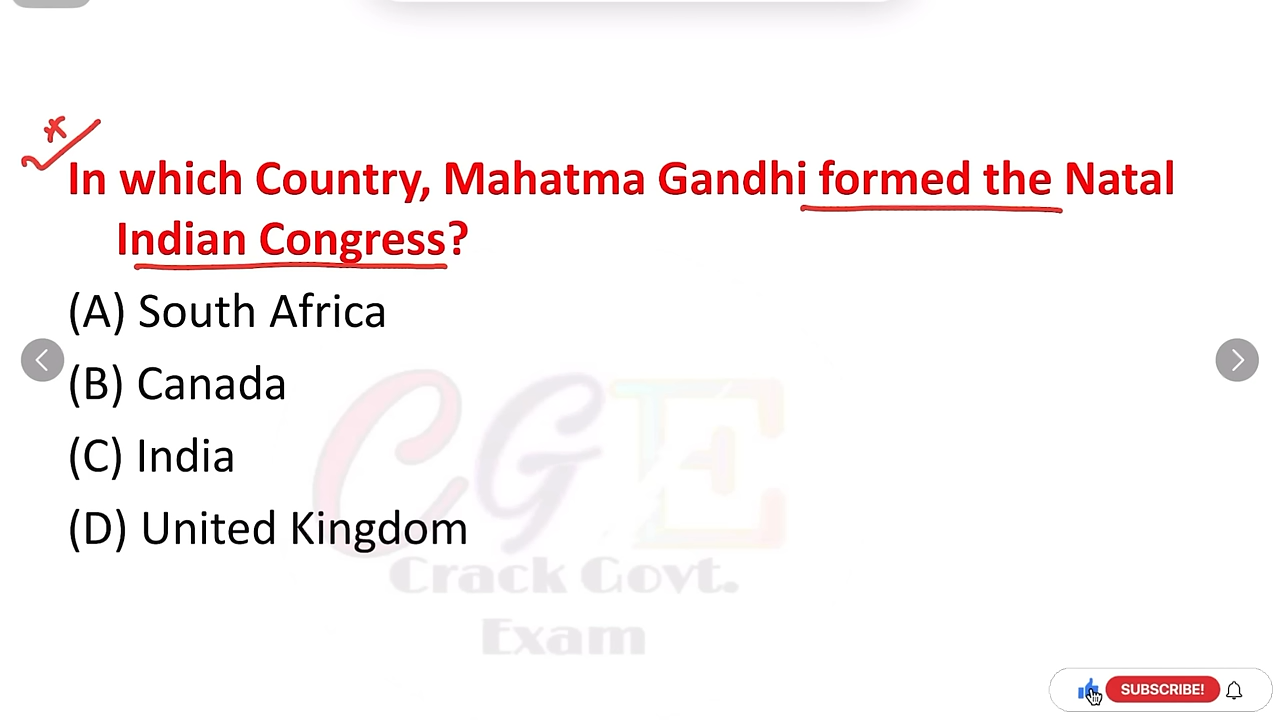 In which Country, Mahatma Gandhi formed the Natal
Indian Congress?
(A) South Africa
(B) Canada
(C) India
(D) United Kingdom
CGE
Crack Govt.
Exam
SUBSCRIBE!